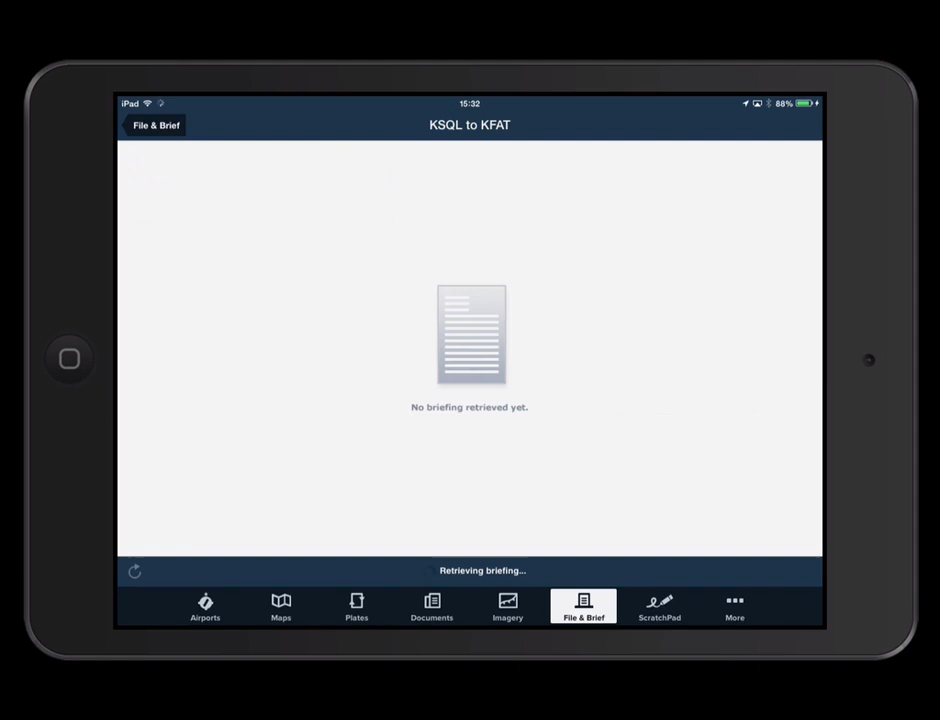 iPad 15:32 88%
File & Brief KSQL to KFAT
No briefing retrieved yet.
Retrieving briefing...
Airports Maps Plates Documents Imagery File & Brief ScratchPad More